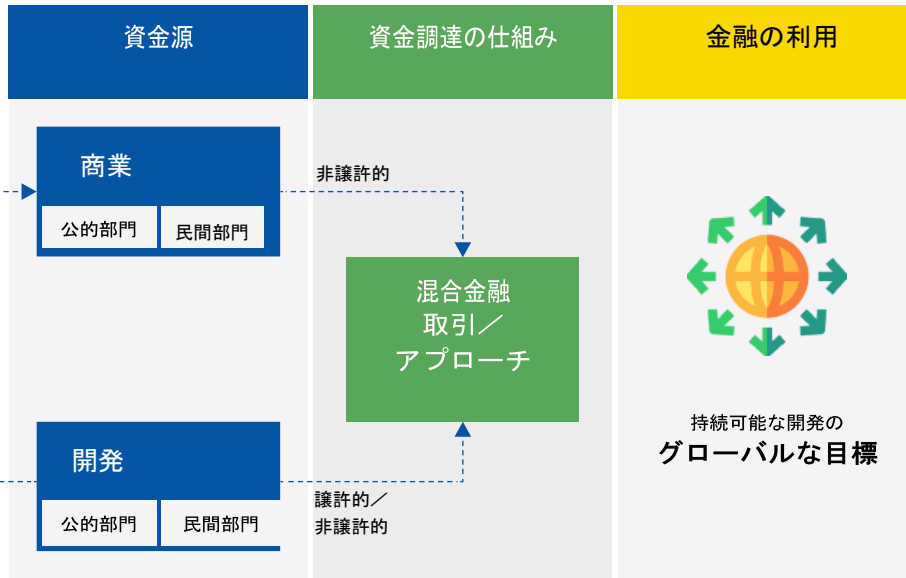 資金源
資金調達の仕組み
金融の利用
商業
公的部門
民間部門
非譲許的
混合金融
取引／
アプローチ
開発
公的部門
民間部門
譲許的／
非譲許的
持続可能な開発の
グローバルな目標